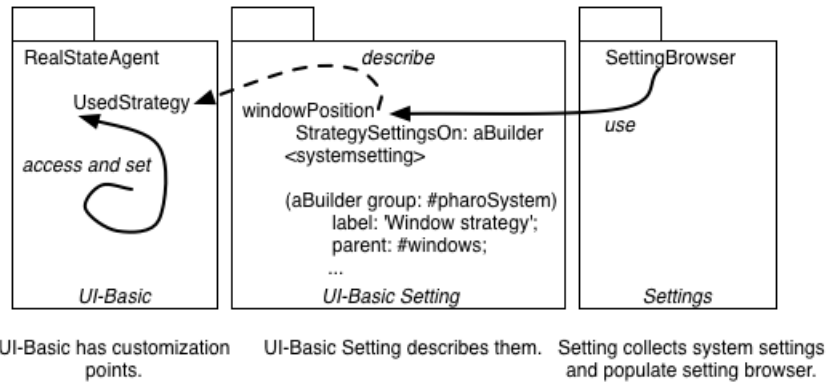 RealStateAgent
UsedStrategy
access and set
UI-Basic
describe
windowPosition
StrategySettingsOn: aBuilder
<systemsetting>
(aBuilder group: #pharoSystem)
label: 'Window strategy';
parent: #windows;
...
UI-Basic Setting
SettingBrowser
use
Settings
UI-Basic has customization
points.
UI-Basic Setting describes them.
Setting collects system settings
and populate setting browser.